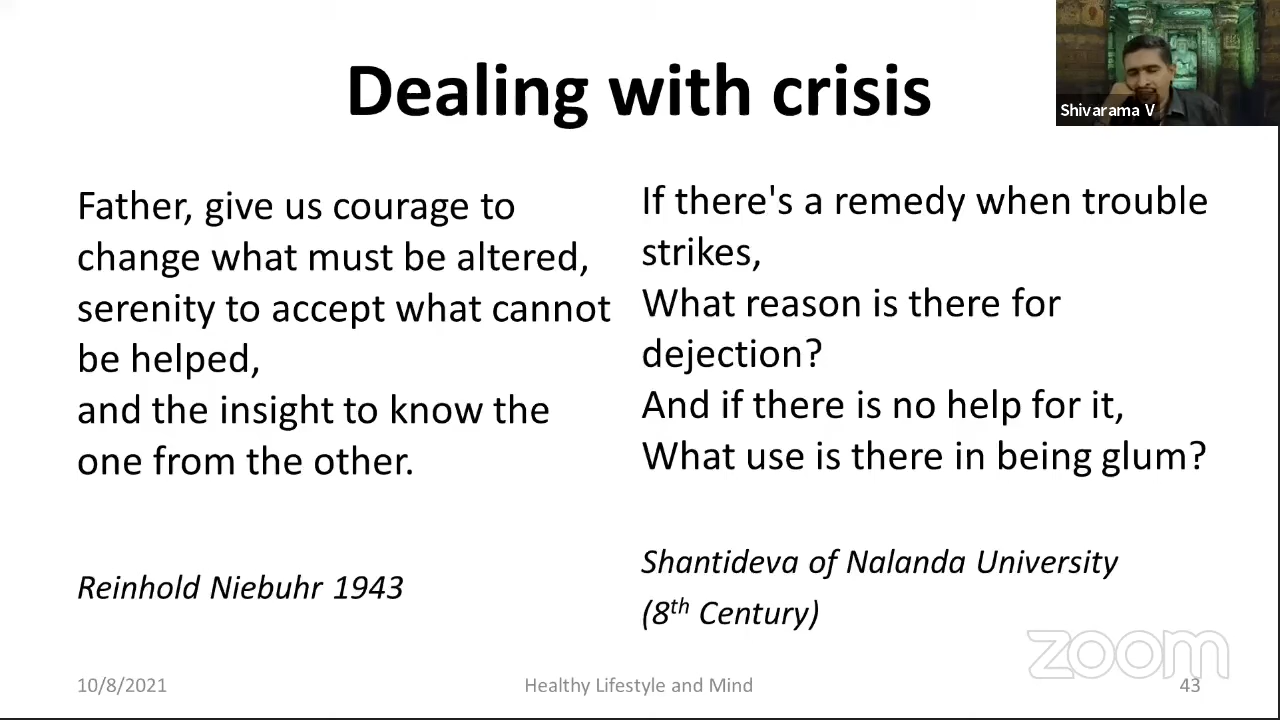 Dealing with crisis
Shivarama V
Father, give us courage to
change what must be altered,
serenity to accept what cannot
be helped,
and the insight to know the
one from the other.
Reinhold Niebuhr 1943
If there's a remedy when trouble
strikes,
What reason is there for
dejection?
And if there is no help for it,
What use is there in being glum?
Shantideva of Nalanda University
(8th Century)
zoom
10/8/2021
Healthy Lifestyle and Mind
43